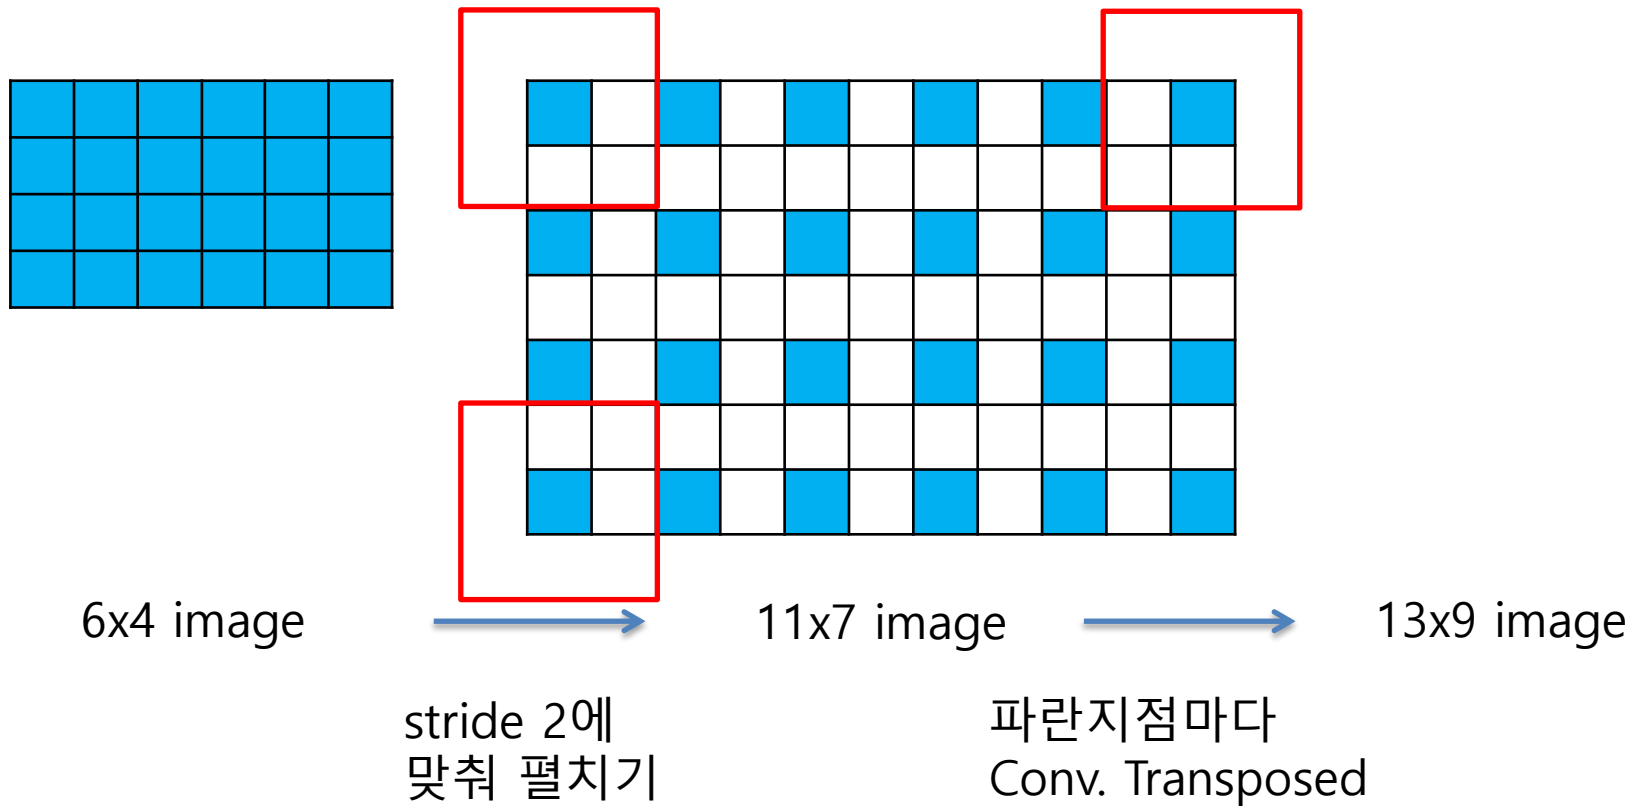 6x4 image
11x7 image
13x9 image
stride 2에
맞춰 펼치기
파란지점마다
Conv. Transposed